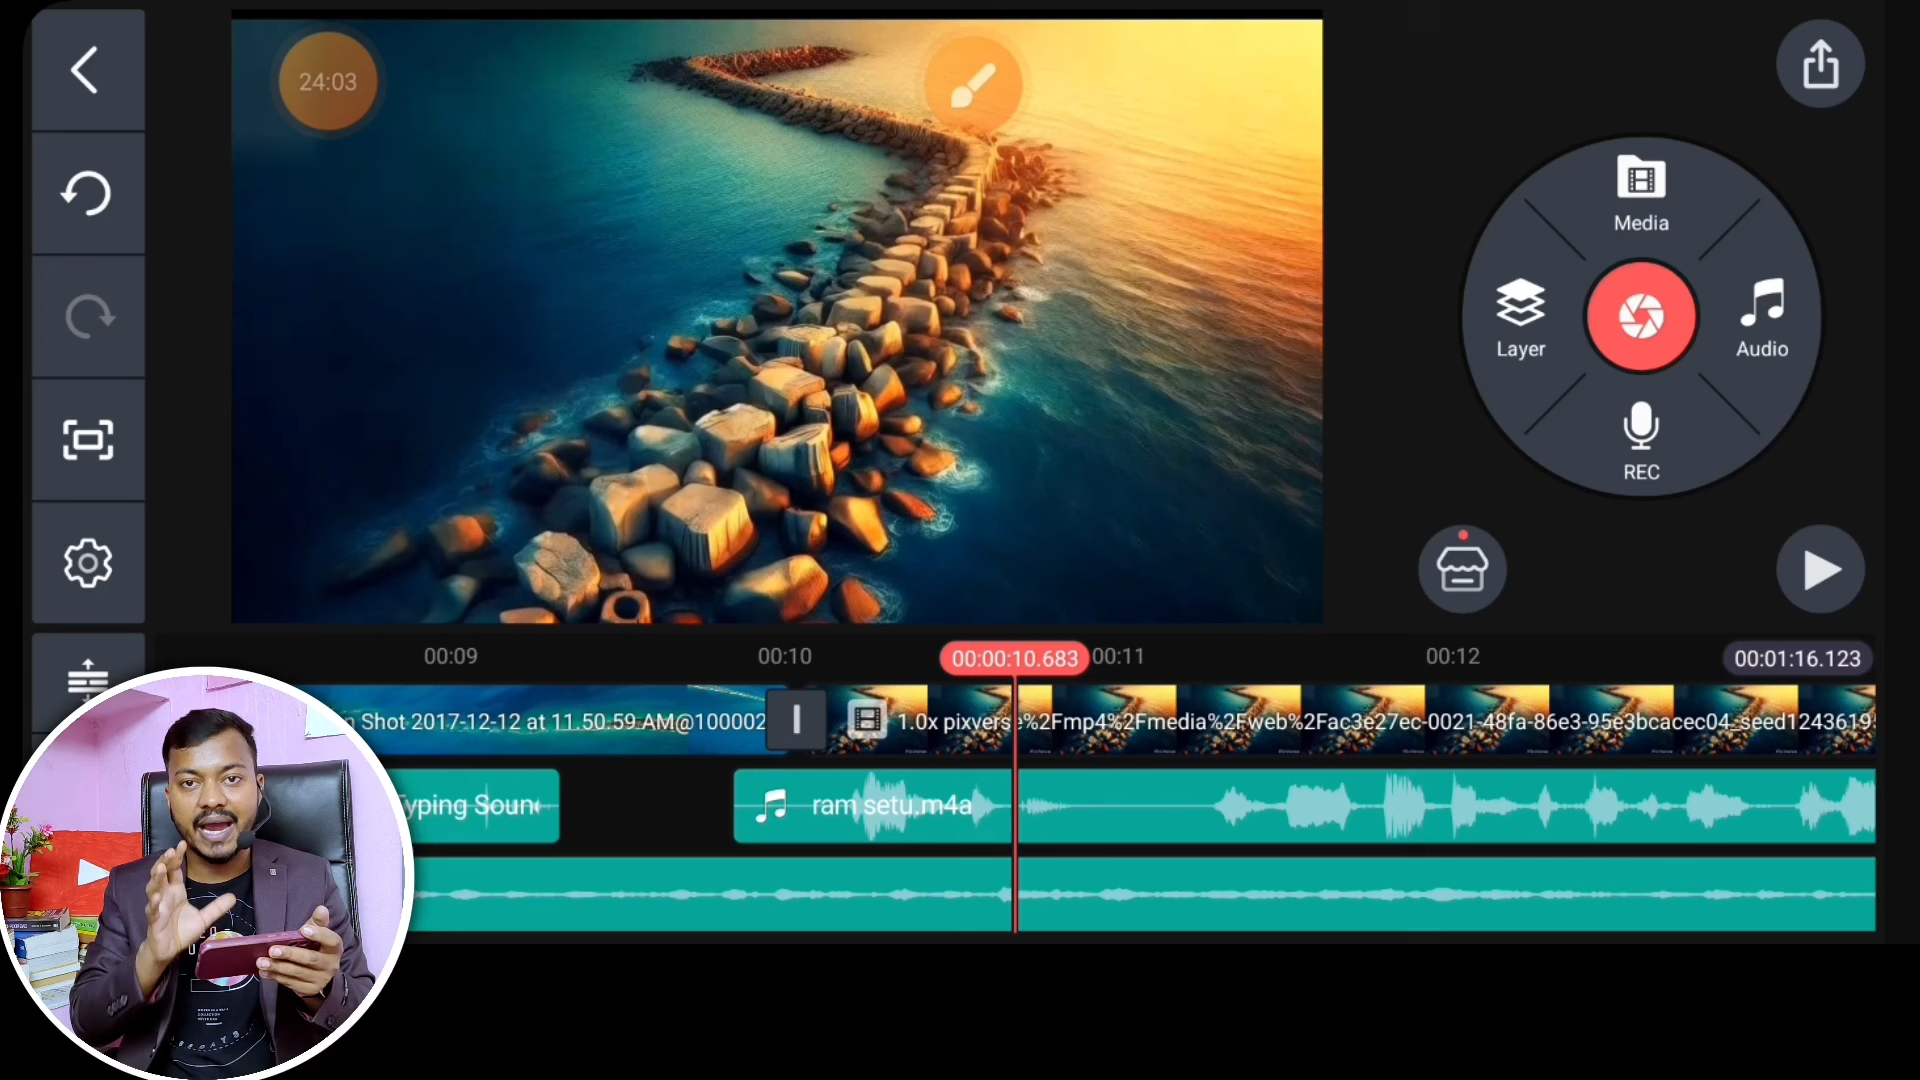 24:03
Media
Layer
Audio
REC
00:09
00:10
00:00:10.683
00:11
00:12
00:01:16.123
n Shot 2017-12-12 at 11.50.59 AM@100002
1.0x pixverse%2Fmp4%2Fmedia%2Fweb%2Fac3e27ec-0021-48fa-86e3-95e3bcacec04_seed1243619
Typing Soun
ram setu.m4a